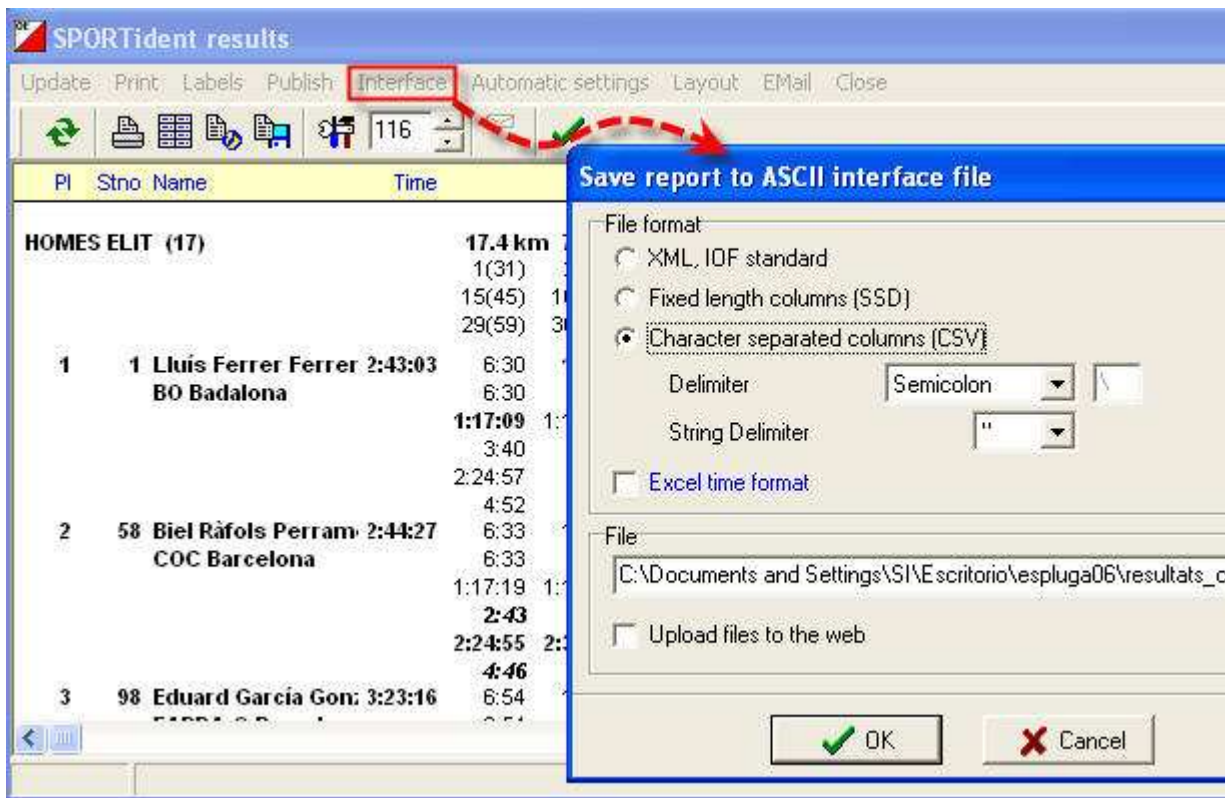 SPORTident results
Update Print Labels Publish Interface Automatic settings Layout EMail Close
116
Pl Stno Name Time
HOMES ELIT (17) 17.4 km
1(31)
15(45)
29(59)
1 1 Lluís Ferrer Ferrer 2:43:03 6:30
BO Badalona 6:30
1:17:09
3:40
2:24:57
4:52
2 58 Biel Ràfols Perram 2:44:27 6:33
COC Barcelona 6:33
1:17:19
2:43
2:24:55
4:46
3 98 Eduard García Gon 3:23:16 6:54
Save report to ASCII interface file
File format
XML, IOF standard
Fixed length columns (SSD)
Character separated columns (CSV)
Delimiter Semicolon \
String Delimiter "
Excel time format
File
C:\Documents and Settings\SI\Escritorio\espluga06\resultats_
Upload files to the web
OK Cancel